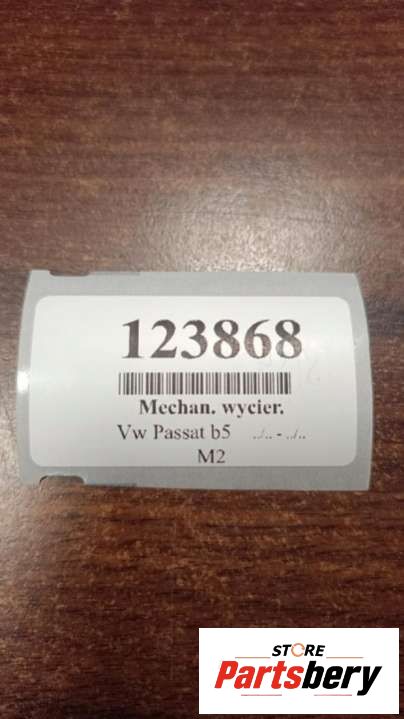 123868
Mechan. wycier.
Vw Passat b5 ../.. - ../..
M2
STORE
Partsbery